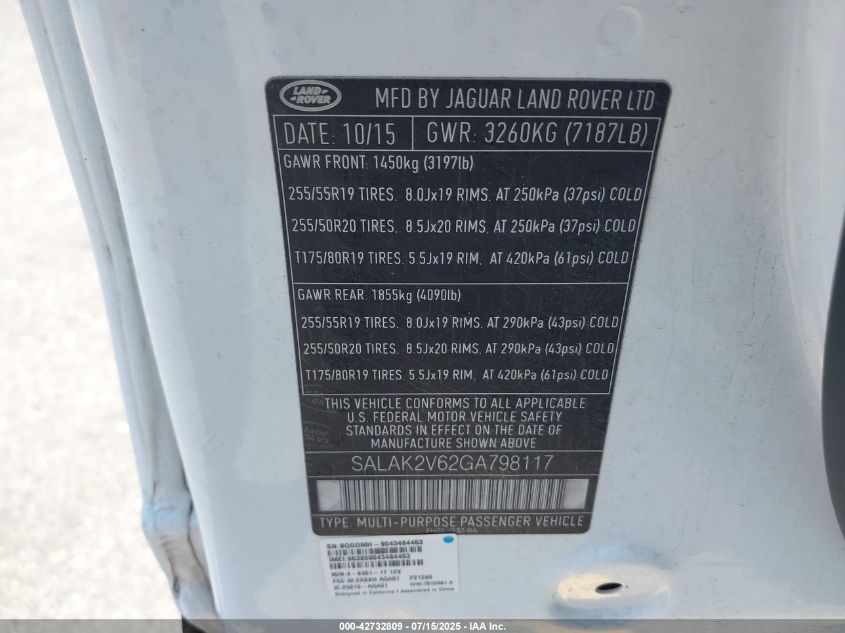 LAND
ROVER
MFD BY JAGUAR LAND ROVER LTD
DATE: 10/15 GWR: 3260KG (7187LB)
GAWR FRONT: 1450kg (3197lb)
255/55R19 TIRES. 8.0Jx19 RIMS. AT 250kPa (37psi) COLD
255/50R20 TIRES. 8.5Jx20 RIMS. AT 250kPa (37psi) COLD
T175/80R19 TIRES. 5.5Jx19 RIM. AT 420kPa (61psi) COLD
GAWR REAR: 1855kg (4090lb)
255/55R19 TIRES. 8.0Jx19 RIMS. AT 290kPa (43psi) COLD
255/50R20 TIRES. 8.5Jx20 RIMS. AT 290kPa (43psi) COLD
T175/80R19 TIRES. 5.5Jx19 RIM. AT 420kPa (61psi) COLD
THIS VEHICLE CONFORMS TO ALL APPLICABLE
U.S. FEDERAL MOTOR VEHICLE SAFETY
STANDARDS IN EFFECT ON THE DATE OF
MANUFACTURE SHOWN ABOVE
SALAK2V62GA798117
TYPE: MULTI-PURPOSE PASSENGER VEHICLE
Designed in California | Assembled in China
000-42732809 - 07/15/2025 - IAA Inc.